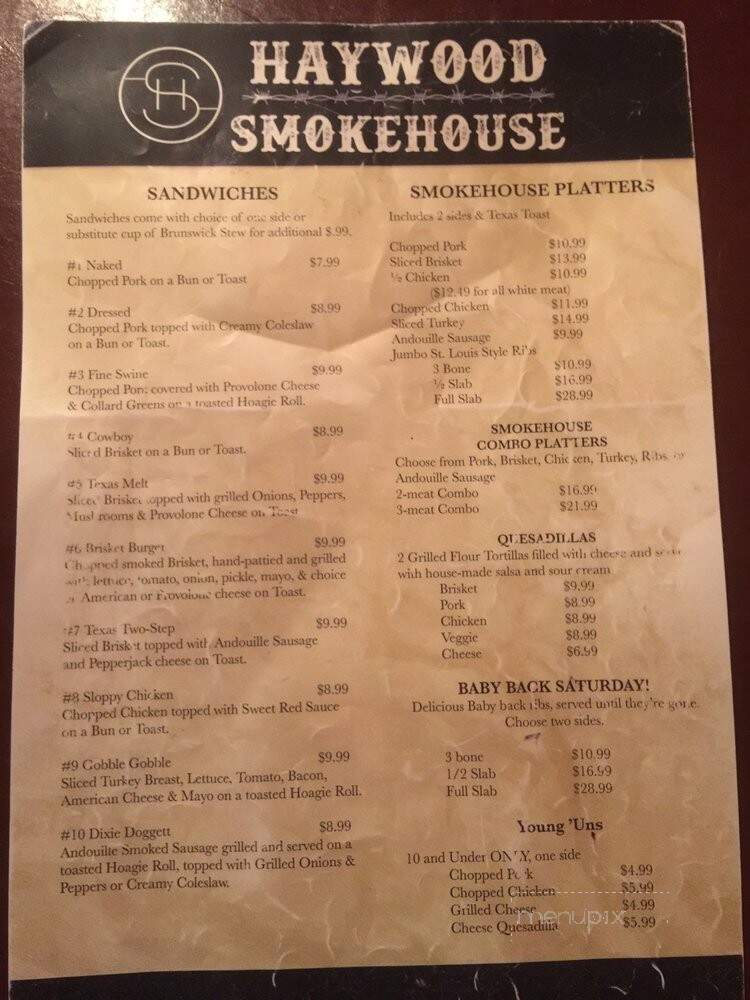 SH
HAYWOOD
SMOKEHOUSE
SANDWICHES
Sandwiches come with choice of one side or
substitute cup of Brunswick Stew for additional $.99.
#1 Naked $7.99
Chopped Pork on a Bun or Toast
#2 Dressed $8.99
Chopped Pork topped with Creamy Coleslaw
on a Bun or Toast.
#3 Fine Swine $9.99
Chopped Pork covered with Provolone Cheese
& Collard Greens on a toasted Hoagie Roll.
#4 Cowboy $8.99
Sliced Brisket on a Bun or Toast.
#5 Texas Melt $9.99
Sliced Brisket topped with grilled Onions, Peppers,
Mushrooms & Provolone Cheese on Toast
#6 Brisket Burger $9.99
Chopped smoked Brisket, hand-pattied and grilled
with lettuce, tomato, onion, pickle, mayo, & choice
American or Provolone cheese on Toast.
#7 Texas Two-Step $9.99
Sliced Brisket topped with Andouille Sausage
and Pepperjack cheese on Toast.
#8 Sloppy Chicken $8.99
Chopped Chicken topped with Sweet Red Sauce
on a Bun or Toast.
#9 Gobble Gobble $9.99
Sliced Turkey Breast, Lettuce, Tomato, Bacon,
American Cheese & Mayo on a toasted Hoagie Roll.
#10 Dixie Doggett $8.99
Andouille Smoked Sausage grilled and served on a
toasted Hoagie Roll, topped with Grilled Onions &
Peppers or Creamy Coleslaw.
SMOKEHOUSE PLATTERS
Includes 2 sides & Texas Toast
Chopped Pork $10.99
Sliced Brisket $13.99
½ Chicken $10.99
($12.49 for all white meat)
Chopped Chicken $11.99
Sliced Turkey $14.99
Andouille Sausage $9.99
Jumbo St. Louis Style Ribs
3 Bone $10.99
½ Slab $16.99
Full Slab $28.99
SMOKEHOUSE
COMBO PLATTERS
Choose from Pork, Brisket, Chicken, Turkey, Ribs, or
Andouille Sausage
2-meat Combo $16.99
3-meat Combo $21.99
QUESADILLAS
2 Grilled Flour Tortillas filled with cheese and
with house-made salsa and sour cream
Brisket $9.99
Pork $8.99
Chicken $8.99
Veggie $8.99
Cheese $6.99
BABY BACK SATURDAY!
Delicious Baby back ribs, served until they're gone.
Choose two sides.
3 bone $10.99
1/2 Slab $16.99
Full Slab $28.99
Young 'Uns
10 and Under ONLY, one side
Chopped Pork $4.99
Chopped Chicken $5.99
Grilled Cheese $4.99
Cheese Quesadilla $5.99
menupix